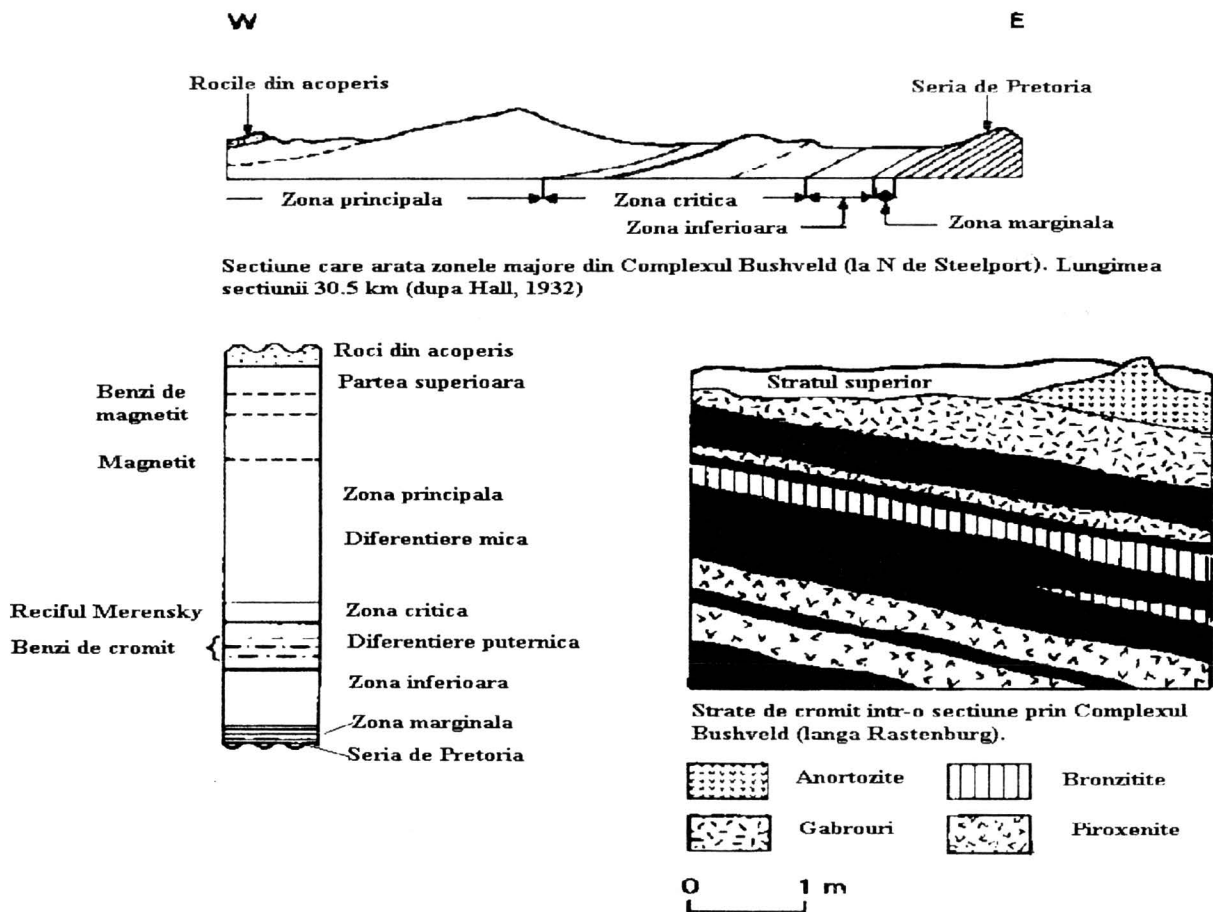 W
E
Rocile din acoperis
Seria de Pretoria
Zona principala
Zona critica
Zona inferioara
Zona marginala
Sectiune care arata zonele majore din Complexul Bushveld (la N de Steelport). Lungimea
sectiunii 30.5 km (dupa Hall, 1932)
Roci din acoperis
Partea superioara
Benzi de
magnetit
Magnetit
Zona principala
Diferentiere mica
Reciful Merensky
Zona critica
Benzi de cromit
Diferentiere puternica
Zona inferioara
Zona marginala
Seria de Pretoria
Stratul superior
Strate de cromit intr-o sectiune prin Complexul
Bushveld (langa Rastenburg).
Anortozite
Bronzitite
Gabrouri
Piroxenite
0 1 m